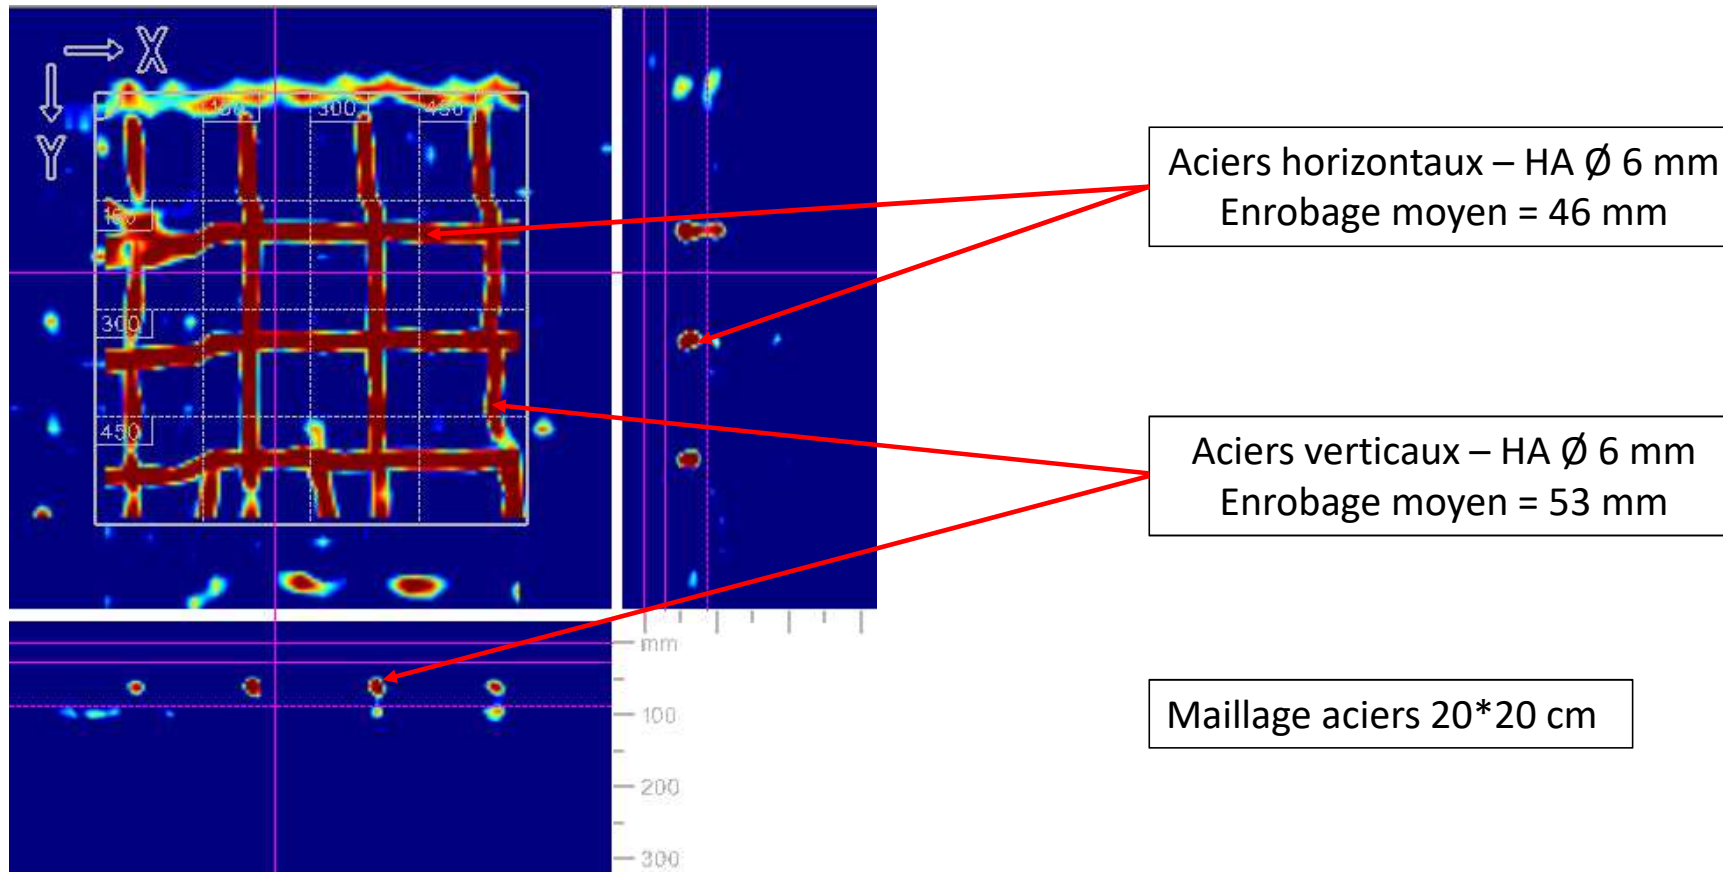 X
Y
150
300
450
150
300
450
mm
100
200
300
Aciers horizontaux – HA Ø 6 mm
Enrobage moyen = 46 mm
Aciers verticaux – HA Ø 6 mm
Enrobage moyen = 53 mm
Maillage aciers 20*20 cm